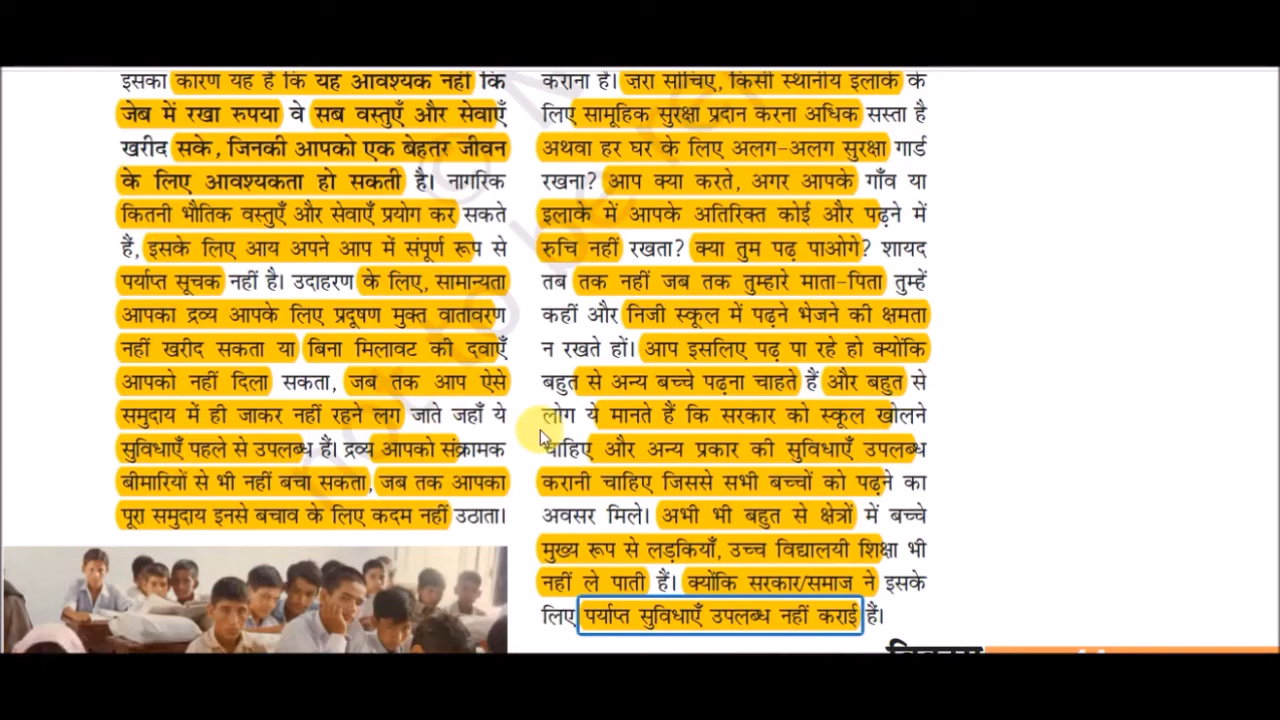 इसका कारण यह है कि यह आवश्यक नहीं कि
जेब में रखा रुपया वे सब वस्तुएँ और सेवाएँ
खरीद सके, जिनकी आपको एक बेहतर जीवन
के लिए आवश्यकता हो सकती है। नागरिक
कितनी भौतिक वस्तुएँ और सेवाएँ प्रयोग कर सकते
हैं, इसके लिए आय अपने आप में संपूर्ण रूप से
पर्याप्त सूचक नहीं है। उदाहरण के लिए, सामान्यता
आपका द्रव्य आपके लिए प्रदूषण मुक्त वातावरण
नहीं खरीद सकता या बिना मिलावट की दवाएँ
आपको नहीं दिला सकता, जब तक आप ऐसे
समुदाय में ही जाकर नहीं रहने लग जाते जहाँ ये
सुविधाएँ पहले से उपलब्ध हैं। द्रव्य आपको संक्रामक
बीमारियों से भी नहीं बचा सकता, जब तक आपका
पूरा समुदाय इनसे बचाव के लिए कदम नहीं उठाता।
कराना है। ज़रा सोचिए, किसी स्थानीय इलाके के
लिए सामूहिक सुरक्षा प्रदान करना अधिक सस्ता है
अथवा हर घर के लिए अलग-अलग सुरक्षा गार्ड
रखना? आप क्या करते, अगर आपके गाँव या
इलाके में आपके अतिरिक्त कोई और पढ़ने में
रुचि नहीं रखता? क्या तुम पढ़ पाओगे? शायद
तब तक नहीं जब तक तुम्हारे माता-पिता तुम्हें
कहीं और निजी स्कूल में पढ़ने भेजने की क्षमता
न रखते हों। आप इसलिए पढ़ पा रहे हो क्योंकि
बहुत से अन्य बच्चे पढ़ना चाहते हैं और बहुत से
लोग ये मानते हैं कि सरकार को स्कूल खोलने
चाहिए और अन्य प्रकार की सुविधाएँ उपलब्ध
करानी चाहिए जिससे सभी बच्चों को पढ़ने का
अवसर मिले। अभी भी बहुत से क्षेत्रों में बच्चे
मुख्य रूप से लड़कियाँ, उच्च विद्यालयी शिक्षा भी
नहीं ले पाती हैं। क्योंकि सरकार/समाज ने इसके
लिए पर्याप्त सुविधाएँ उपलब्ध नहीं कराई हैं।